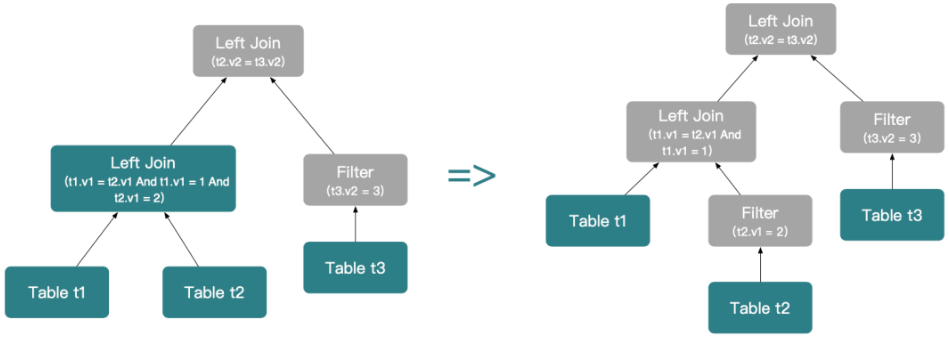 Left Join
(t2.v2 = t3.v2)
Left Join
(t1.v1 = t2.v1 And t1.v1 = 1 And
t2.v1 = 2)
Filter
(t3.v2 = 3)
Table t1
Table t2
Table t3
=>
Left Join
(t2.v2 = t3.v2)
Left Join
(t1.v1 = t2.v1 And
t1.v1 = 1)
Filter
(t3.v2 = 3)
Table t1
Filter
(t2.v1 = 2)
Table t3
Table t2